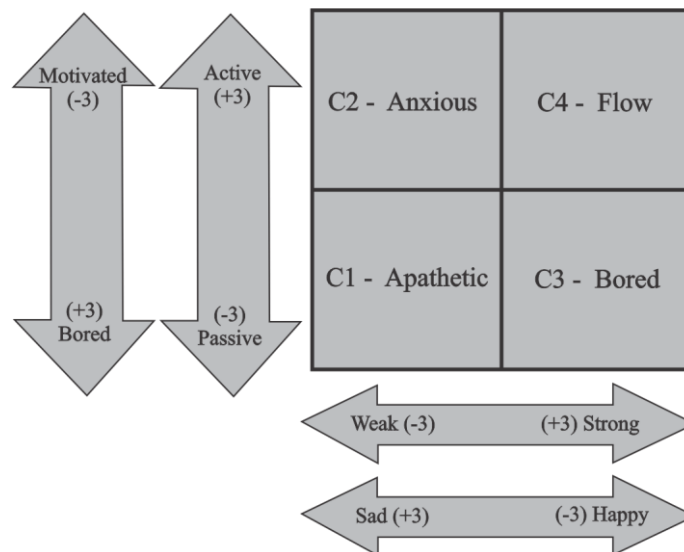 Motivated
(-3)
(+3)
Bored
Active
(+3)
(-3)
Passive
C2 - Anxious
C4 - Flow
C1 - Apathetic
C3 - Bored
Weak (-3)
(+3) Strong
Sad (+3)
(-3) Happy